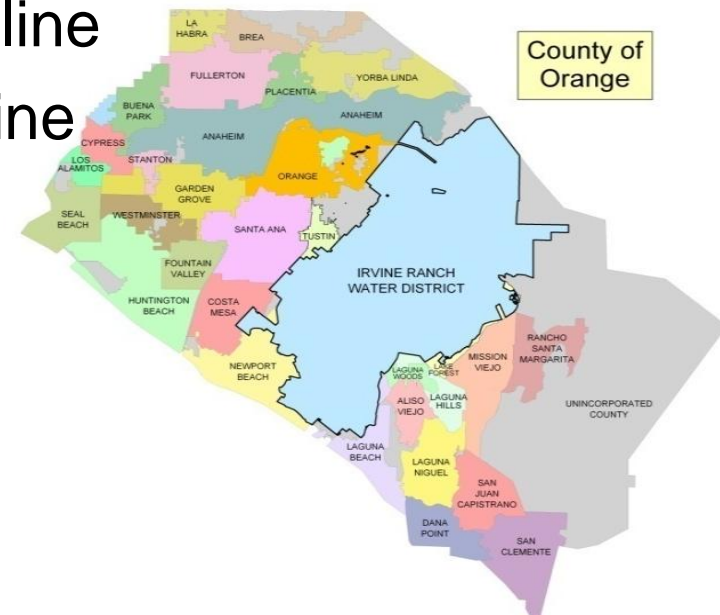 line
ine
County of
Orange
LA
HABRA
BREA
FULLERTON
PLACENTIA
YORBA LINDA
BUENA
PARK
ANAHEIM
ANAHEIM
CYPRESS
LOS
ALAMITOS
STANTON
ORANGE
GARDEN
GROVE
SEAL
BEACH
WESTMINSTER
SANTA ANA
TUSTIN
FOUNTAIN
VALLEY
IRVINE RANCH
WATER DISTRICT
HUNTINGTON
BEACH
COSTA
MESA
NEWPORT
BEACH
LAGUNA
WOODS
LAKE
FOREST
MISSION
VIEJO
RANCHO
SANTA
MARGARITA
ALISO
VIEJO
LAGUNA
HILLS
UNINCORPORATED
COUNTY
LAGUNA
BEACH
LAGUNA
NIGUEL
SAN
JUAN
CAPISTRANO
DANA
POINT
SAN
CLEMENTE